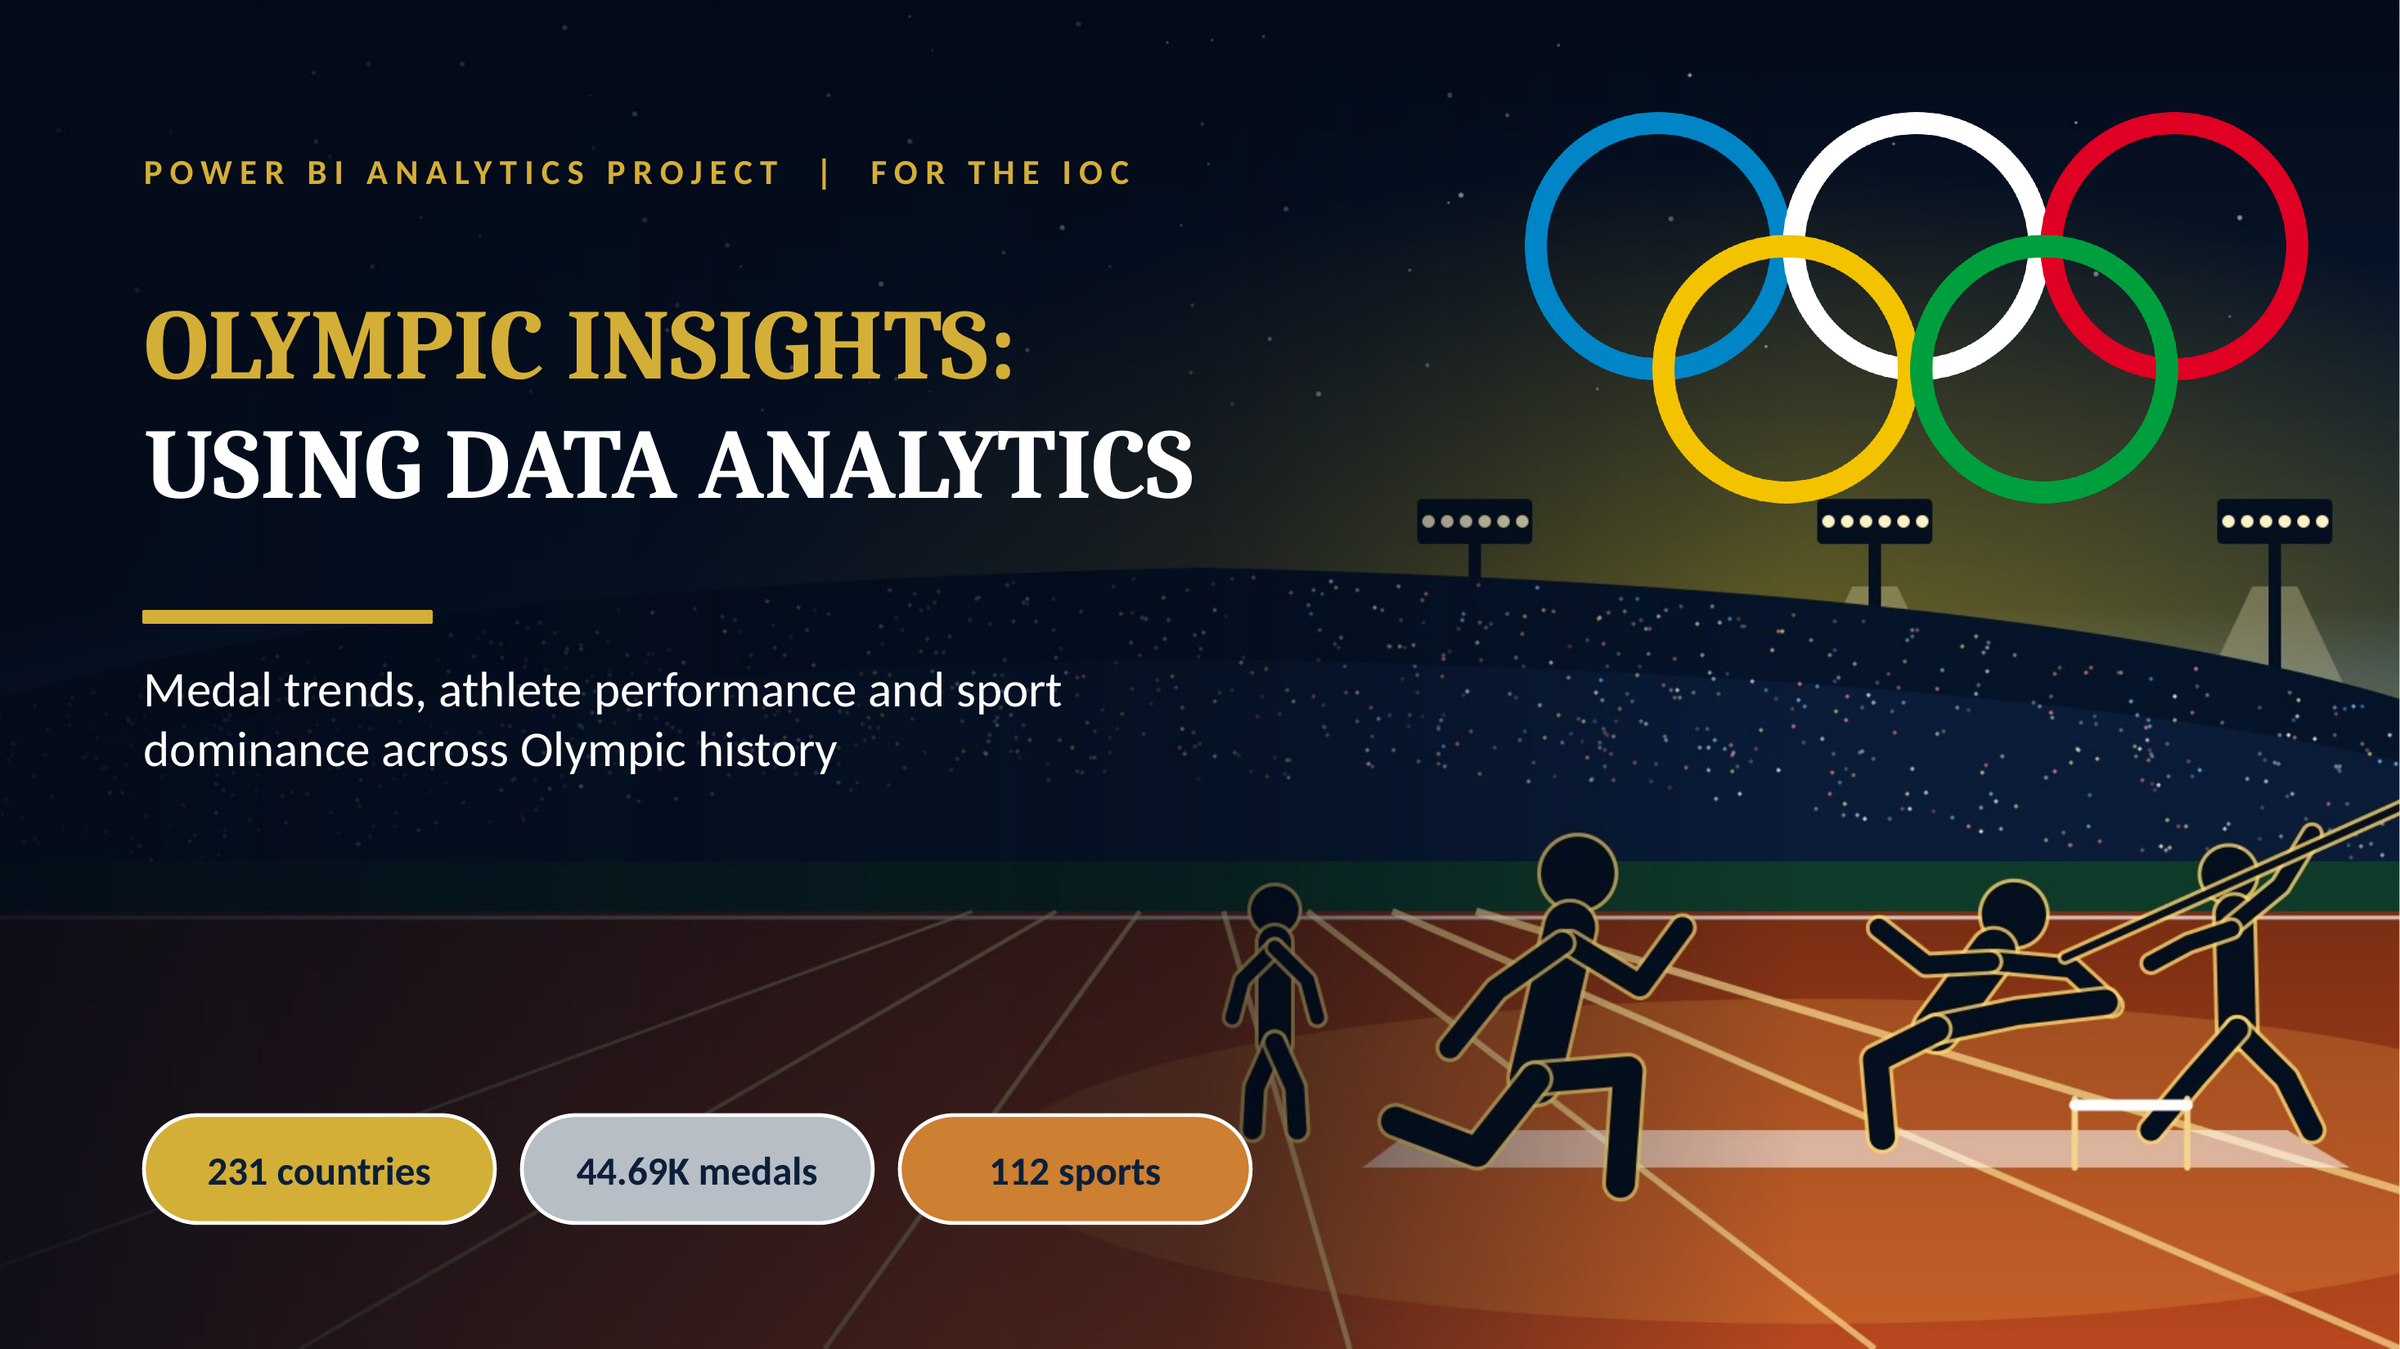 POWER BI ANALYTICS PROJECT | FOR THE IOC
OLYMPIC INSIGHTS:
USING DATA ANALYTICS
Medal trends, athlete performance and sport
dominance across Olympic history
231 countries
44.69K medals
112 sports